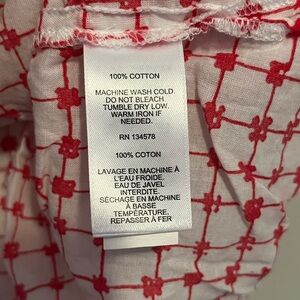 100% COTTON
MACHINE WASH COLD.
DO NOT BLEACH.
TUMBLE DRY LOW.
WARM IRON IF
NEEDED.
RN 134578
100% COTON
LAVAGE EN MACHINE À
L'EAU FROIDE.
EAU DE JAVEL
INTERDITE.
SÉCHAGE EN MACHINE
À BASSE
TEMPÉRATURE.
REPASSER À FER